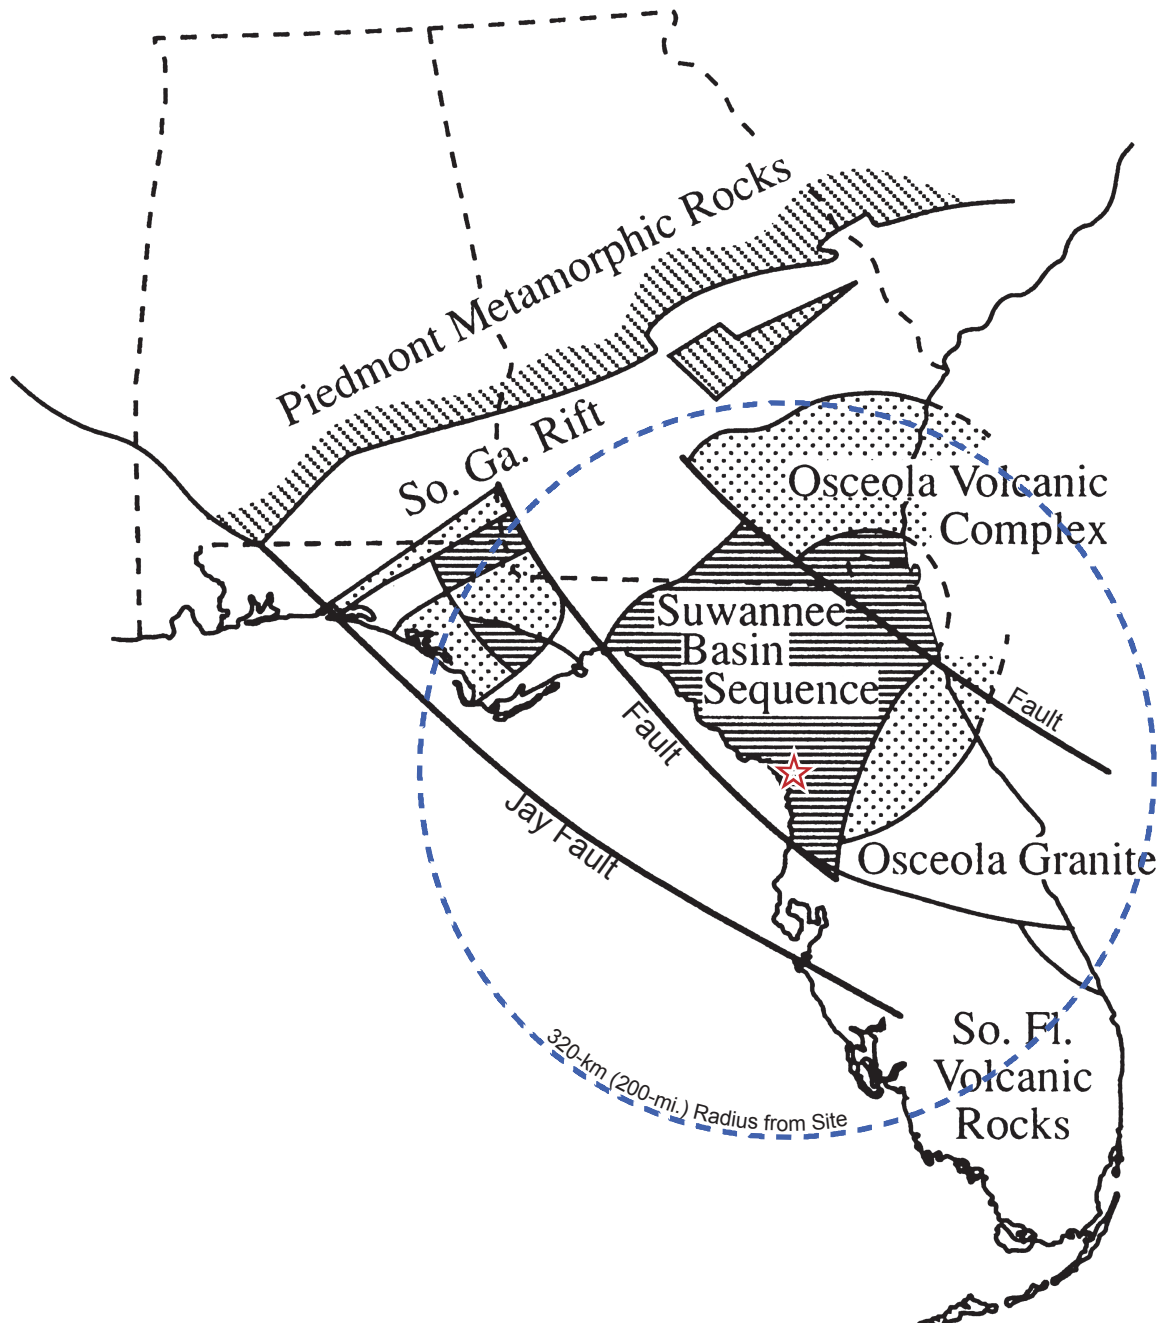 Piedmont Metamorphic Rocks
So. Ga. Rift
Osceola Volcanic
Complex
Suwannee
Basin
Sequence
Fault
Fault
Jay Fault
Osceola Granite
So. Fl.
Volcanic
Rocks
320-km (200-mi.) Radius from Site